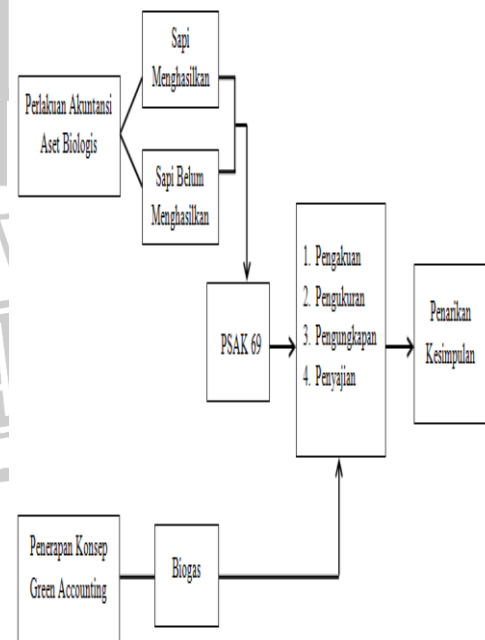 Sapi
Menghasilkan
Perlakuan Akuntansi
Aset Biologis
Sapi Belum
Menghasilkan
PSAK 69
1. Pengakuan
2. Pengukuran
3. Pengungkapan
4. Penyajian
Penarikan
Kesimpulan
Penerapan Konsep
Green Accounting
Biogas